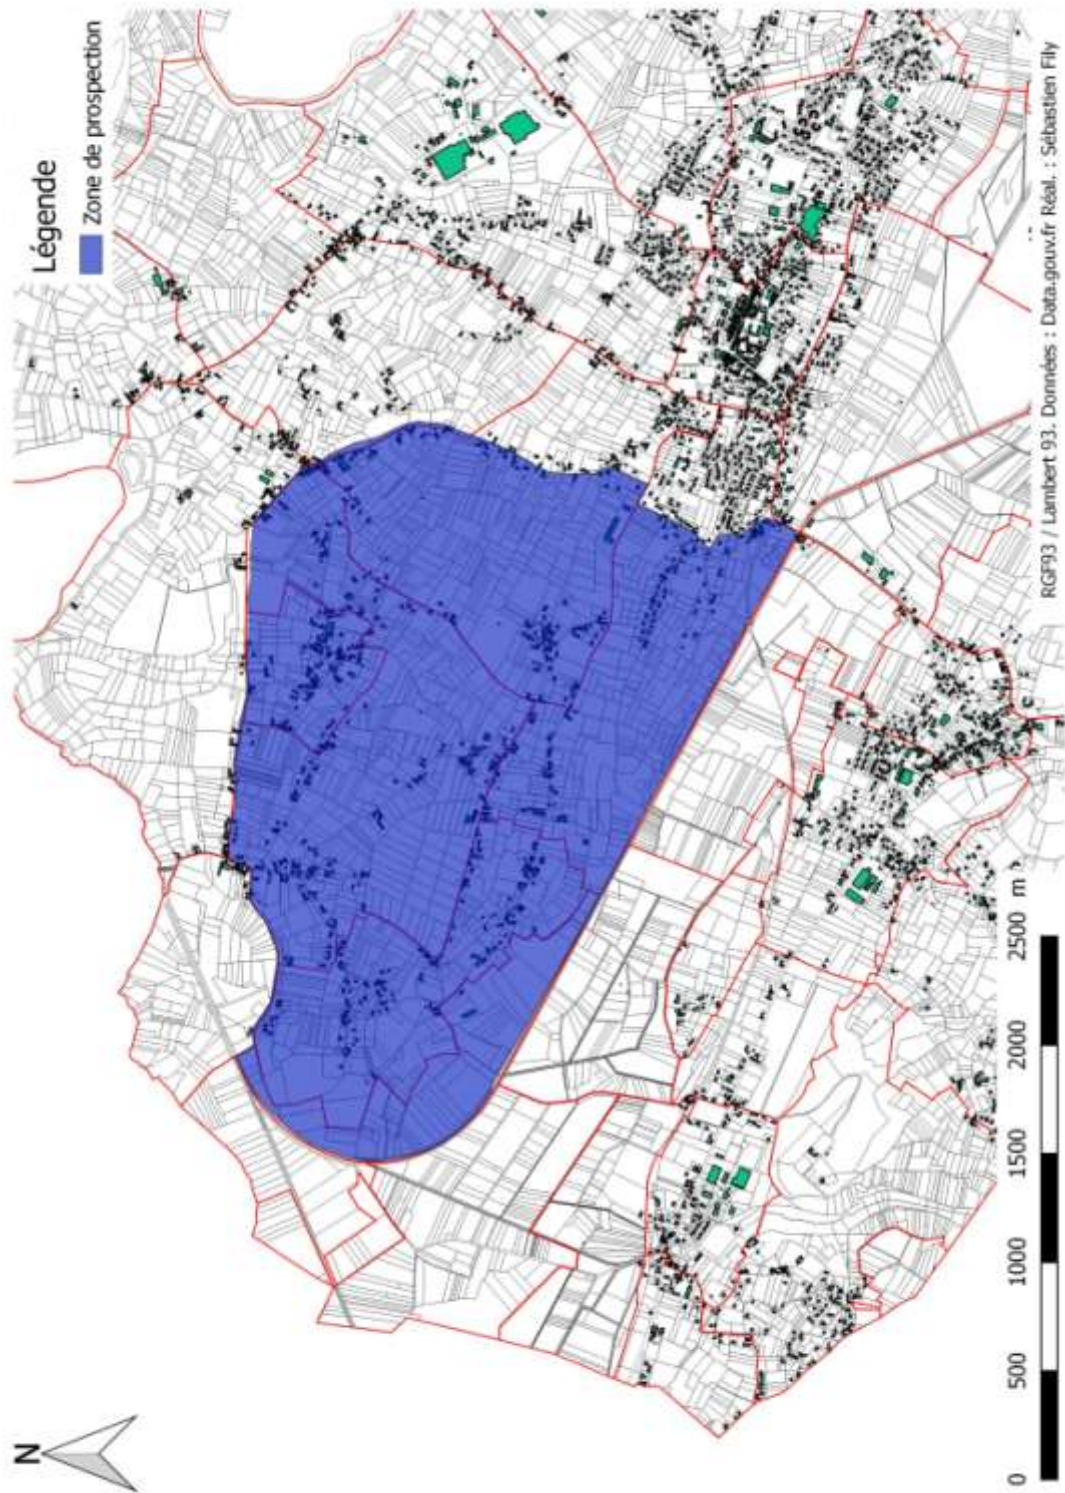 Légende
Zone de prospection
N
0 500 1000 1500 2000 2500 m
RGF93 / Lambert 93. Données : Data.gouv.fr Réal. : Sébastien Fily